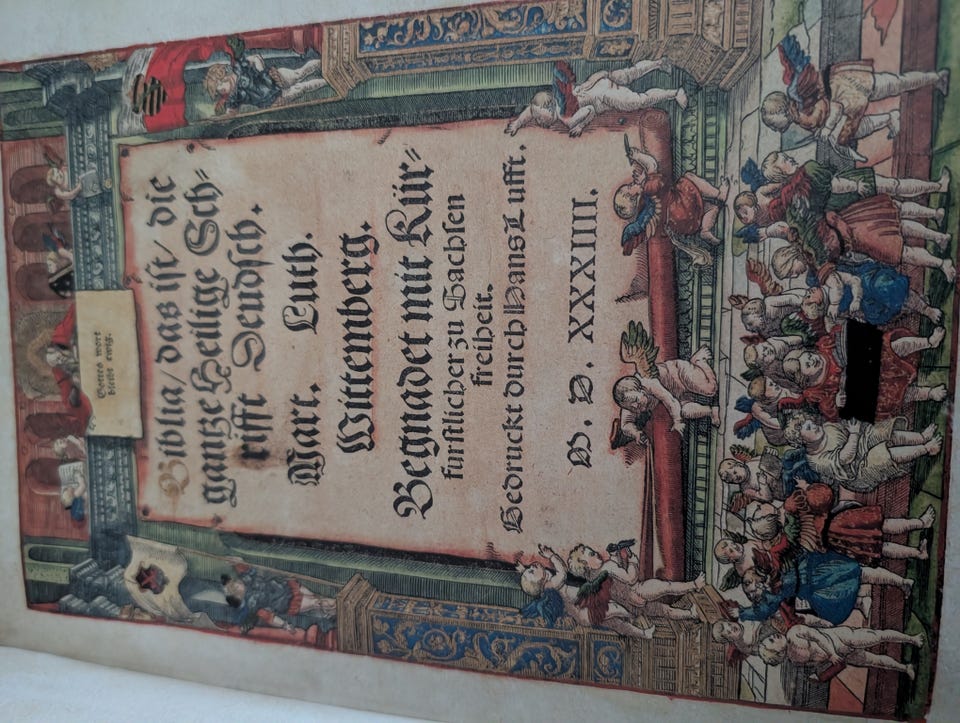 Gottes wort
bleibt ewig.
Biblia/ das ist/ die
gantze Heilige Sch⸗
rifft Deudsch.
Mart. Luth.
Wittemberg.
Begnadet mit Kür⸗
furstlicher zu Sachsen
freiheit.
Gedruckt durch Hans Lufft.
M. D. XXXIIII.